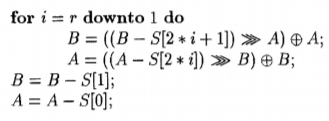 for i = r downto 1 do
B = ((B − S[2 * i + 1]) ⋙ A) ⊕ A;
A = ((A − S[2 * i]) ⋙ B) ⊕ B;
B = B − S[1];
A = A − S[0];